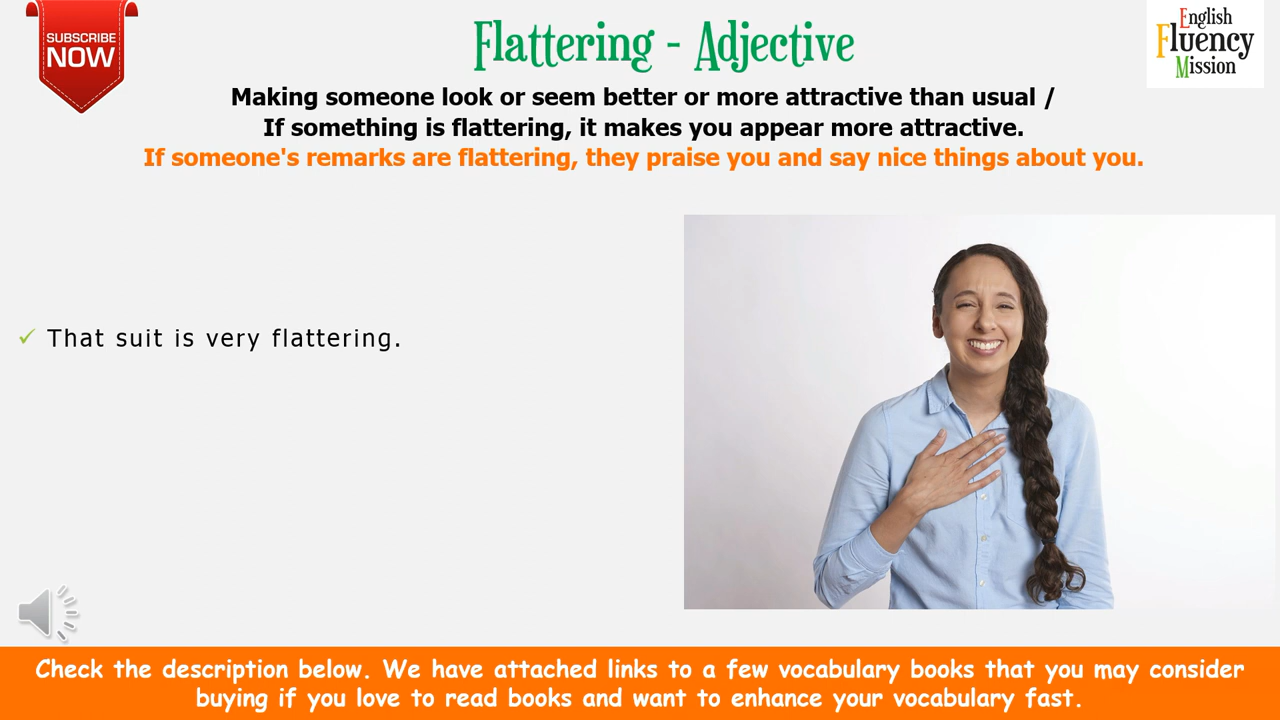 SUBSCRIBE
NOW
Flattering - Adjective
English
Fluency
Mission
Making someone look or seem better or more attractive than usual /
If something is flattering, it makes you appear more attractive.
If someone's remarks are flattering, they praise you and say nice things about you.
✓ That suit is very flattering.
Check the description below. We have attached links to a few vocabulary books that you may consider
buying if you love to read books and want to enhance your vocabulary fast.